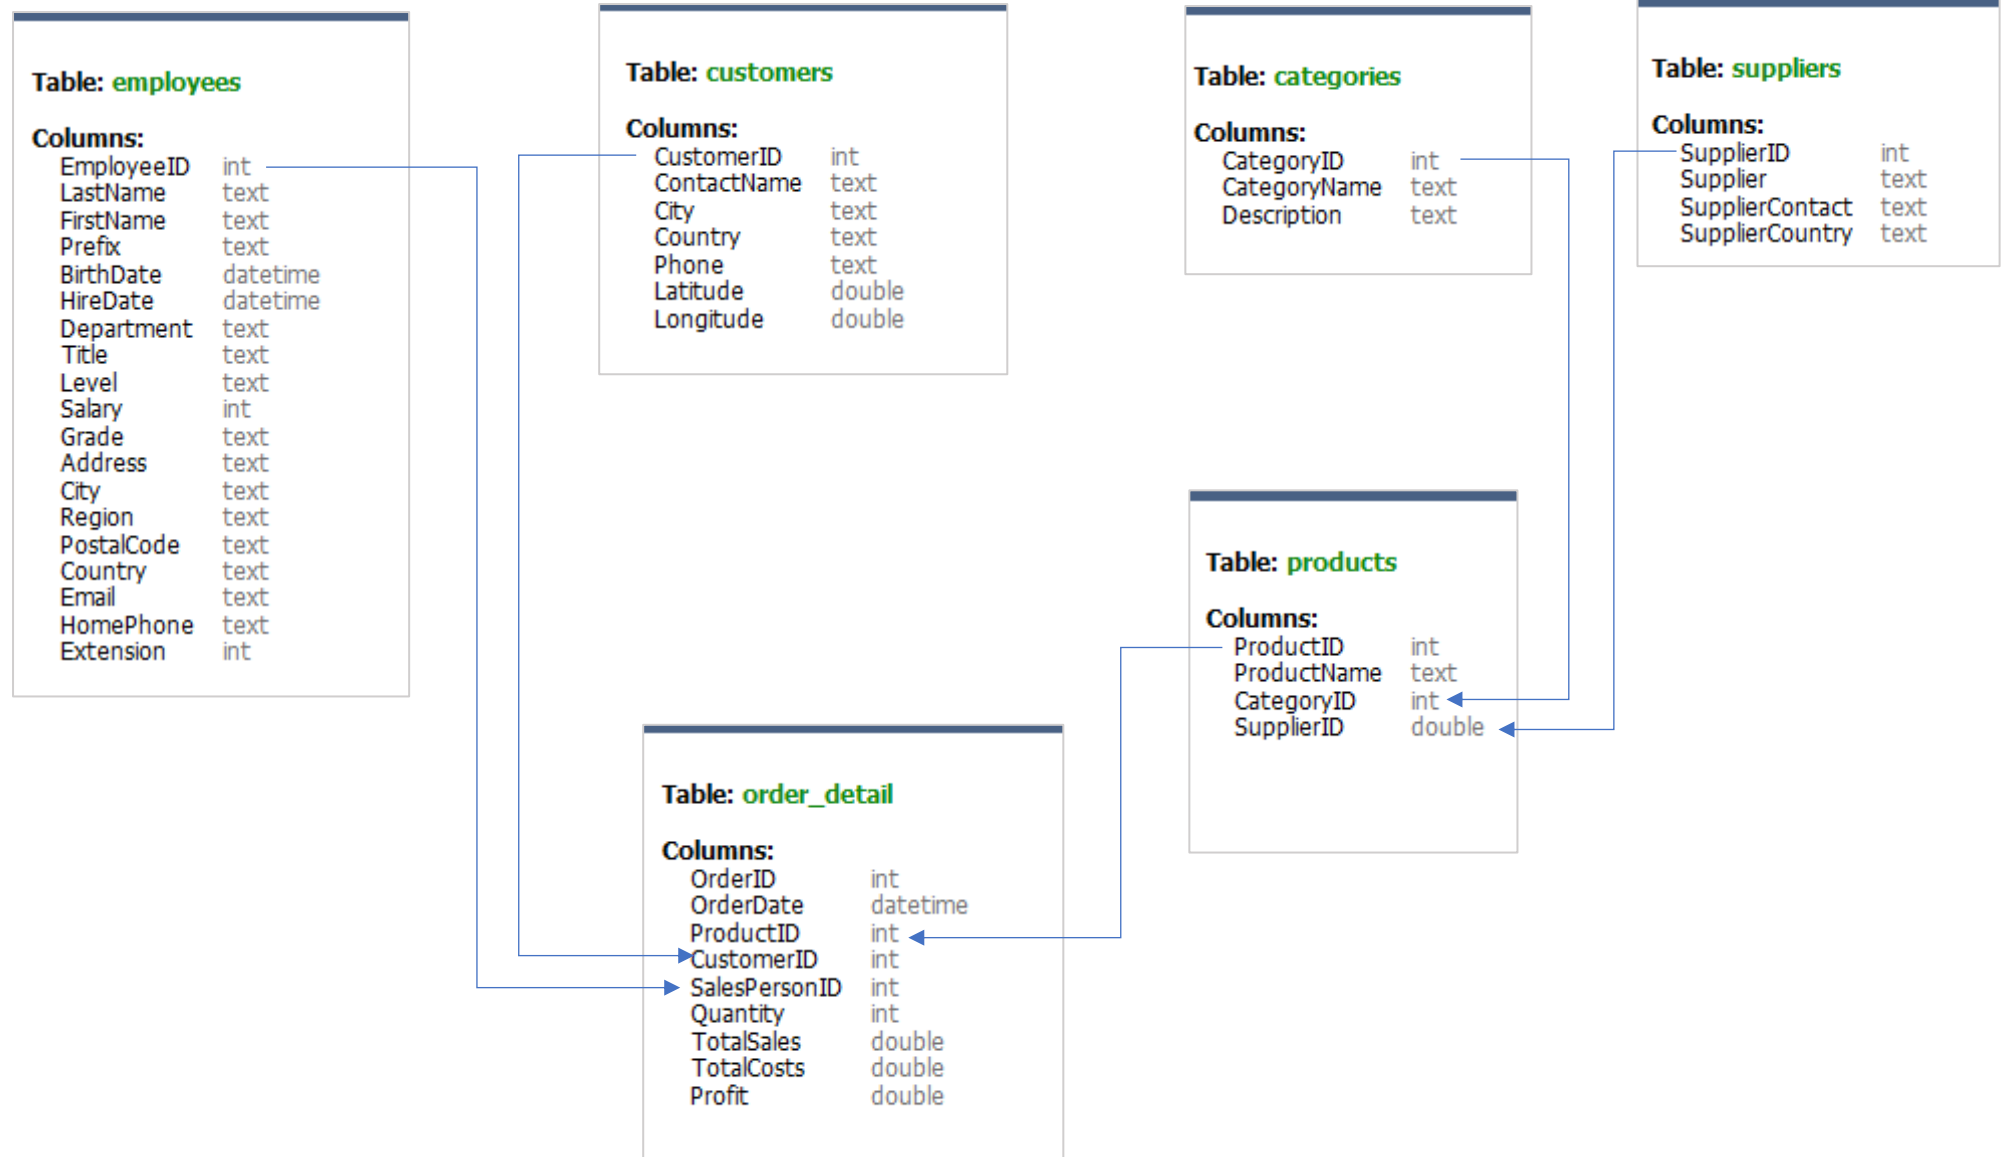 Table: employees
Columns:
EmployeeID int
LastName text
FirstName text
Prefix text
BirthDate datetime
HireDate datetime
Department text
Title text
Level text
Salary int
Grade text
Address text
City text
Region text
PostalCode text
Country text
Email text
HomePhone text
Extension int
Table: customers
Columns:
CustomerID int
ContactName text
City text
Country text
Phone text
Latitude double
Longitude double
Table: categories
Columns:
CategoryID int
CategoryName text
Description text
Table: suppliers
Columns:
SupplierID int
Supplier text
SupplierContact text
SupplierCountry text
Table: products
Columns:
ProductID int
ProductName text
CategoryID int
SupplierID double
Table: order_detail
Columns:
OrderID int
OrderDate datetime
ProductID int
CustomerID int
SalesPersonID int
Quantity int
TotalSales double
TotalCosts double
Profit double